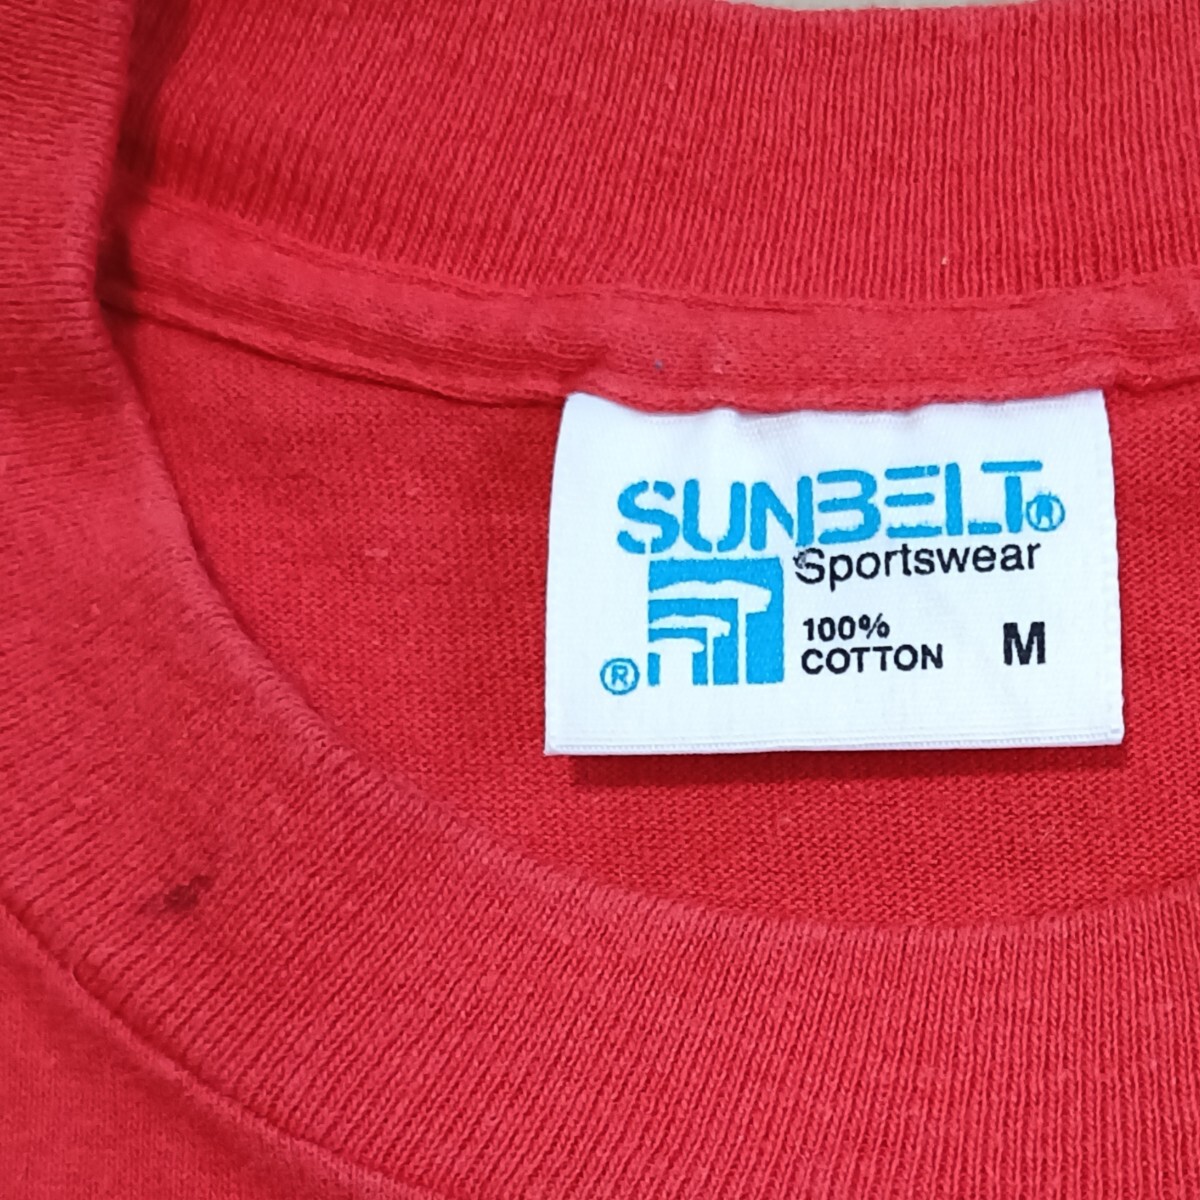 SUNBELT®
Sportswear
100%
COTTON M
®